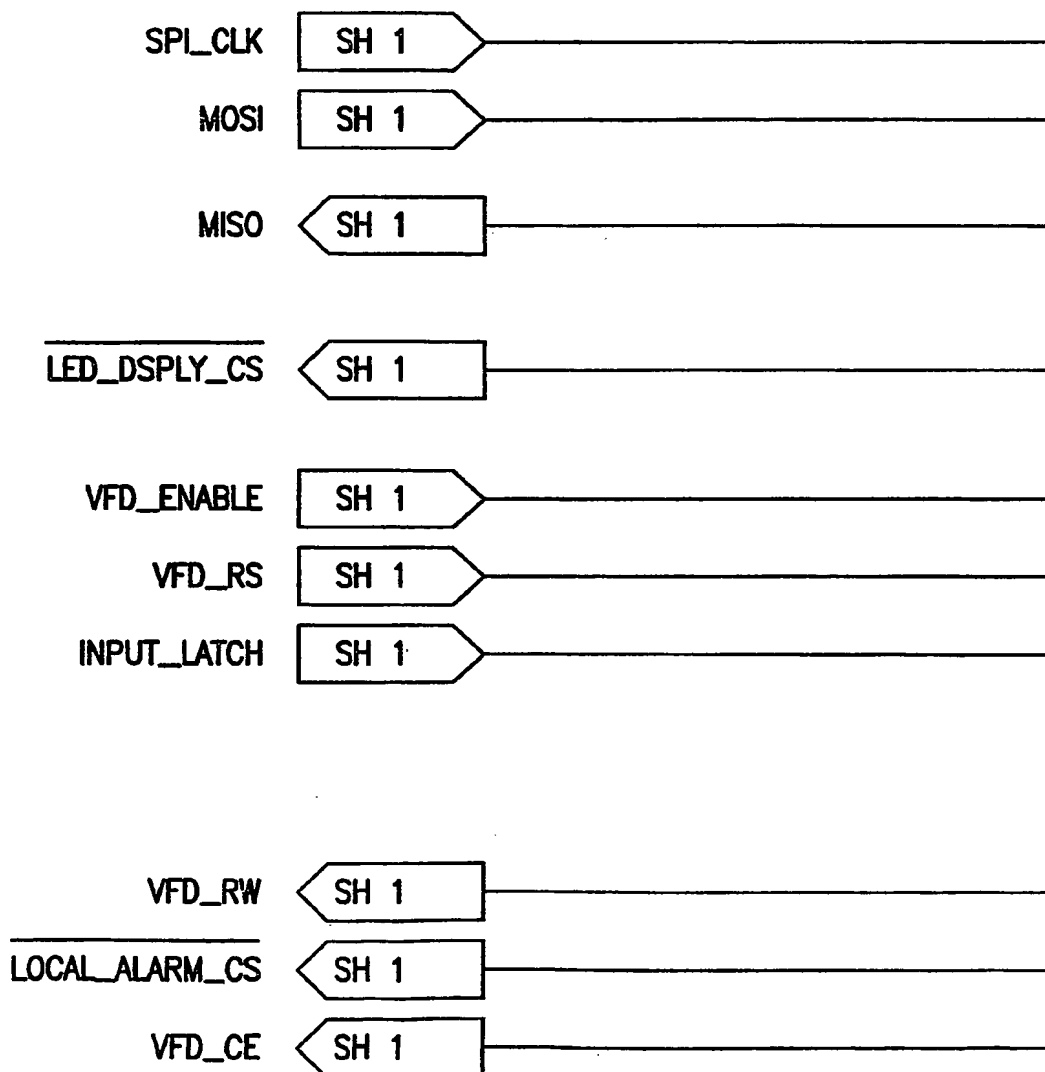 SPI_CLK SH 1
MOSI SH 1
MISO SH 1
LED_DSPLY_CS SH 1
VFD_ENABLE SH 1
VFD_RS SH 1
INPUT_LATCH SH 1
VFD_RW SH 1
LOCAL_ALARM_CS SH 1
VFD_CE SH 1